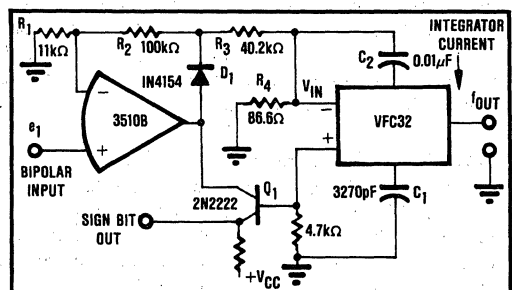 R1
11kΩ
R2 100kΩ
R3 40.2kΩ
INTEGRATOR
CURRENT
D1
IN4154
C2
0.01µF
R4
86.6Ω
VIN
fOUT
3510B
VFC32
−
+
−
+
e1
BIPOLAR
INPUT
3270pF
C1
Q1
2N2222
SIGN BIT
OUT
4.7kΩ
+VCC